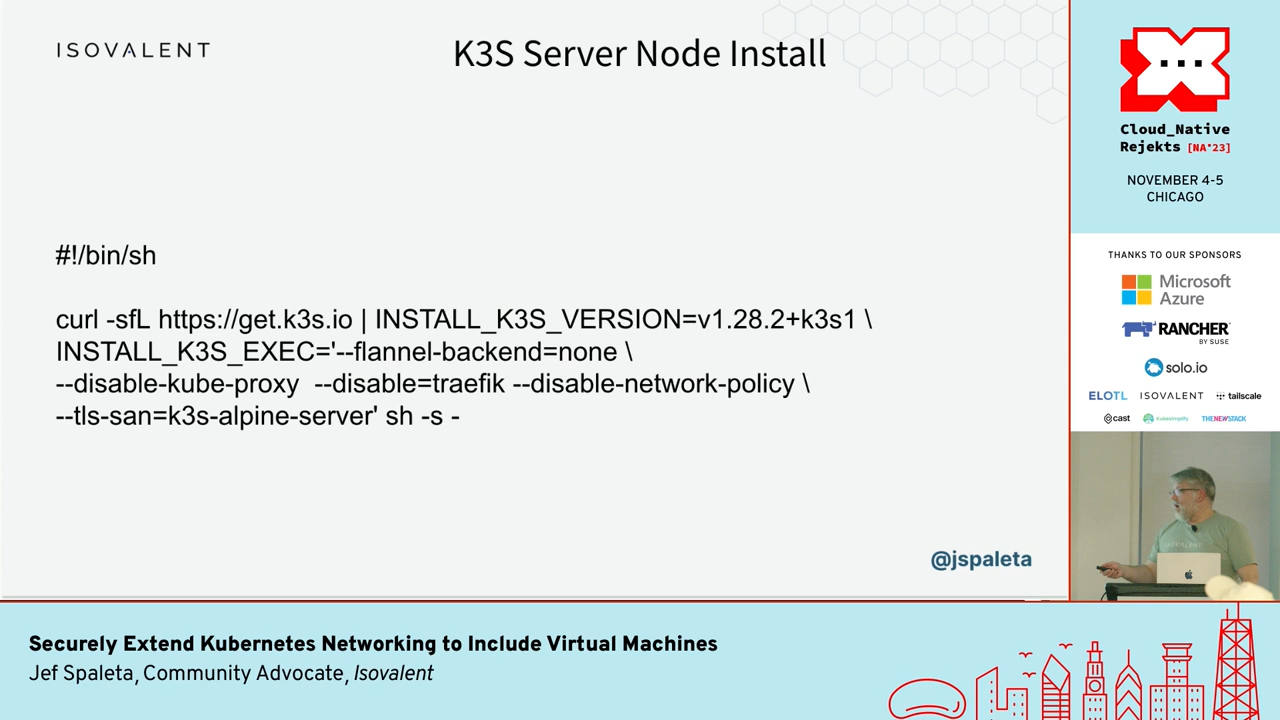 ISOVALENT
K3S Server Node Install
#!/bin/sh
curl -sfL https://get.k3s.io | INSTALL_K3S_VERSION=v1.28.2+k3s1 \
INSTALL_K3S_EXEC='--flannel-backend=none \
--disable-kube-proxy  --disable=traefik --disable-network-policy \
--tls-san=k3s-alpine-server' sh -s -
@jspaleta
Cloud_Native
Rejekts [NA'23]
NOVEMBER 4-5
CHICAGO
THANKS TO OUR SPONSORS
Microsoft
Azure
RANCHER
BY SUSE
solo.io
ELOTL ISOVALENT tailscale
cast Kubesimplify THENEWSTACK
ISOVALENT
Securely Extend Kubernetes Networking to Include Virtual Machines
Jef Spaleta, Community Advocate, Isovalent